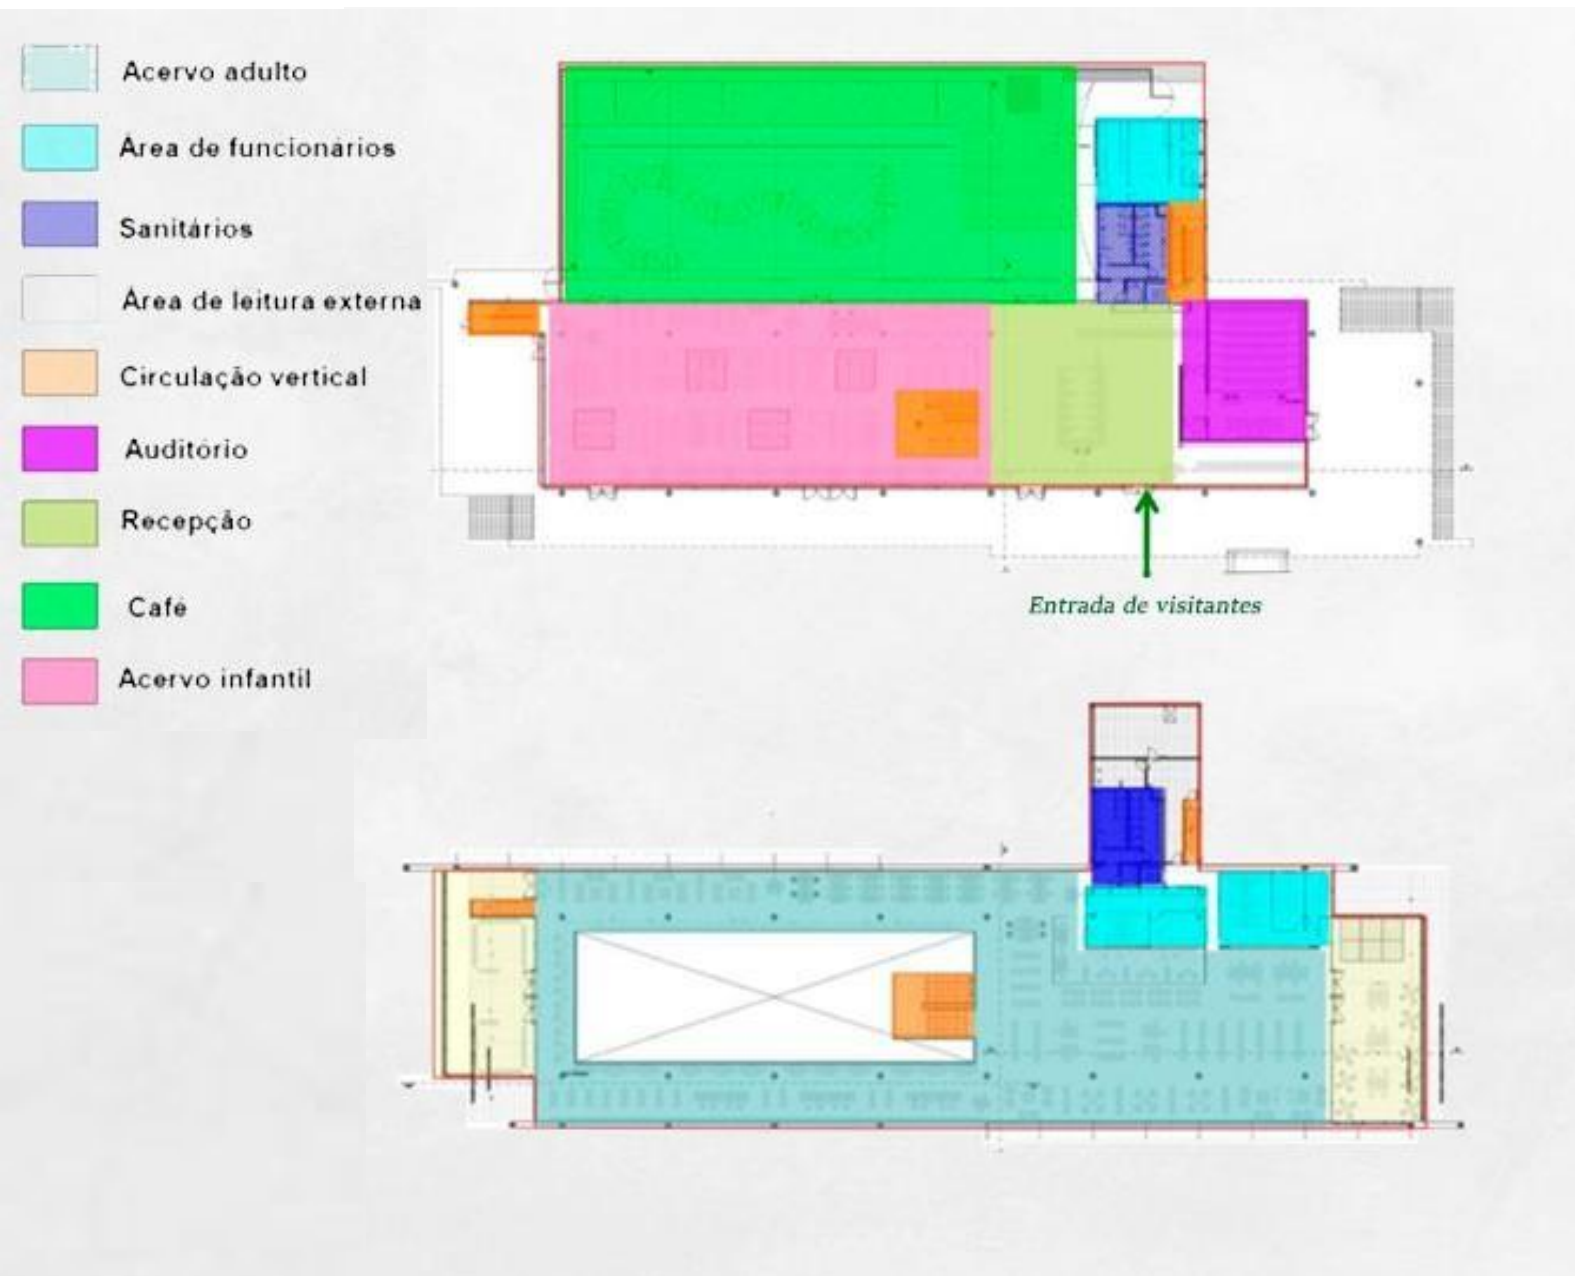 Acervo adulto
Área de funcionários
Sanitários
Área de leitura externa
Circulação vertical
Auditório
Recepção
Café
Acervo infantil
Entrada de visitantes